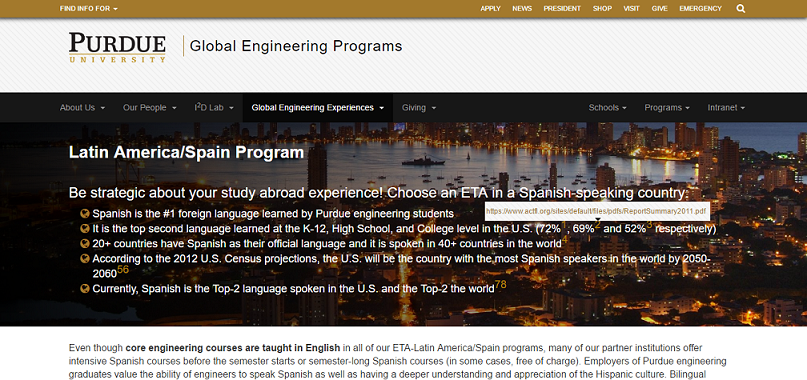 FIND INFO FOR APPLY NEWS PRESIDENT SHOP VISIT GIVE EMERGENCY
PURDUE
UNIVERSITY
Global Engineering Programs
About Us Our People I²D Lab Global Engineering Experiences Giving Schools Programs Intranet
Latin America/Spain Program
Be strategic about your study abroad experience! Choose an ETA in a Spanish-speaking country:
Spanish is the #1 foreign language learned by Purdue engineering students
https://www.actfl.org/sites/default/files/pdfs/ReportSummary2011.pdf
It is the top second language learned at the K-12, High School, and College level in the U.S. (72% , 69%2 and 52%3 respectively)
20+ countries have Spanish as their official language and it is spoken in 40+ countries in the world4
According to the 2012 U.S. Census projections, the U.S. will be the country with the most Spanish speakers in the world by 2050-
206056
Currently, Spanish is the Top-2 language spoken in the U.S. and the Top-2 the world78
Even though core engineering courses are taught in English in all of our ETA-Latin America/Spain programs, many of our partner institutions offer
intensive Spanish courses before the semester starts or semester-long Spanish courses (in some cases, free of charge). Employers of Purdue engineering
graduates value the ability of engineers to speak Spanish as well as having a deeper understanding and appreciation of the Hispanic culture. Bilingual